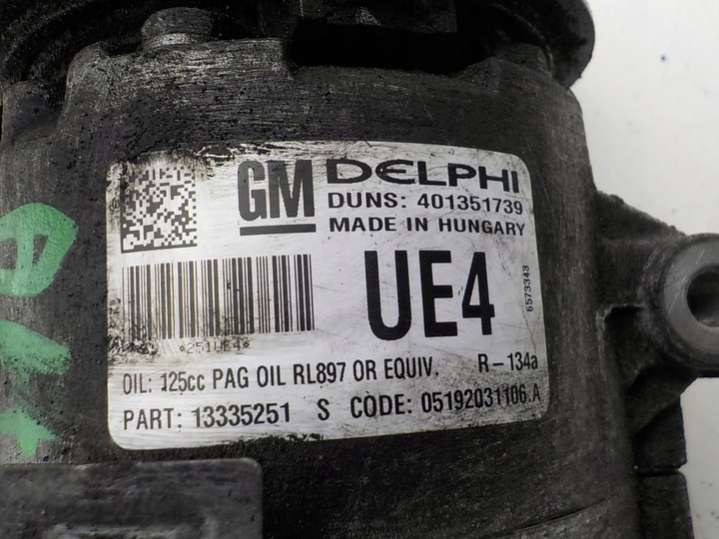 GM DELPHI
DUNS: 401351739
MADE IN HUNGARY
UE4
6573343
OIL: 125cc PAG OIL RL897 OR EQUIV. R-134a
PART: 13335251 S CODE: 05192031106.A